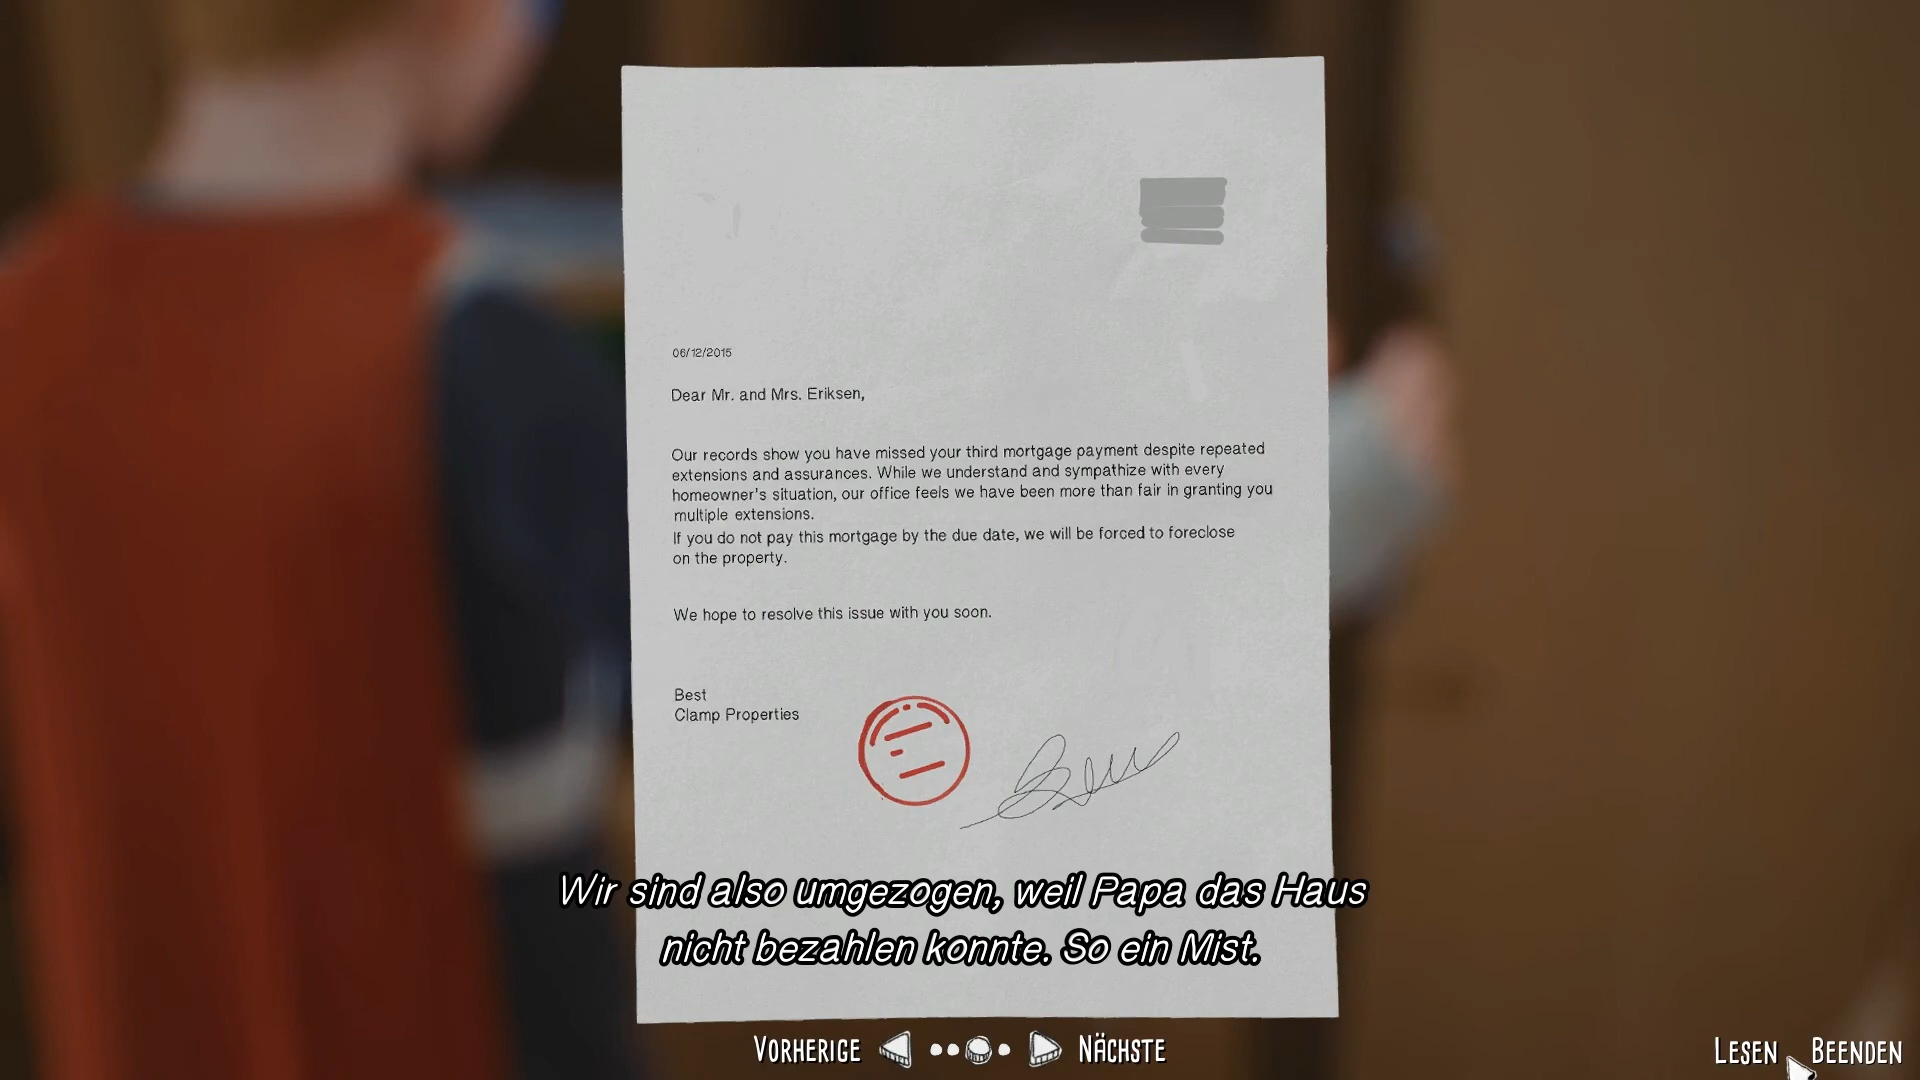 06/12/2015
Dear Mr. and Mrs. Eriksen,
Our records show you have missed your third mortgage payment despite repeated
extensions and assurances. While we understand and sympathize with every
homeowner's situation, our office feels we have been more than fair in granting you
multiple extensions.
If you do not pay this mortgage by the due date, we will be forced to foreclose
on the property.
We hope to resolve this issue with you soon.
Best
Clamp Properties
Wir sind also umgezogen, weil Papa das Haus
nicht bezahlen konnte. So ein Mist.
VORHERIGE NÄCHSTE
LESEN BEENDEN